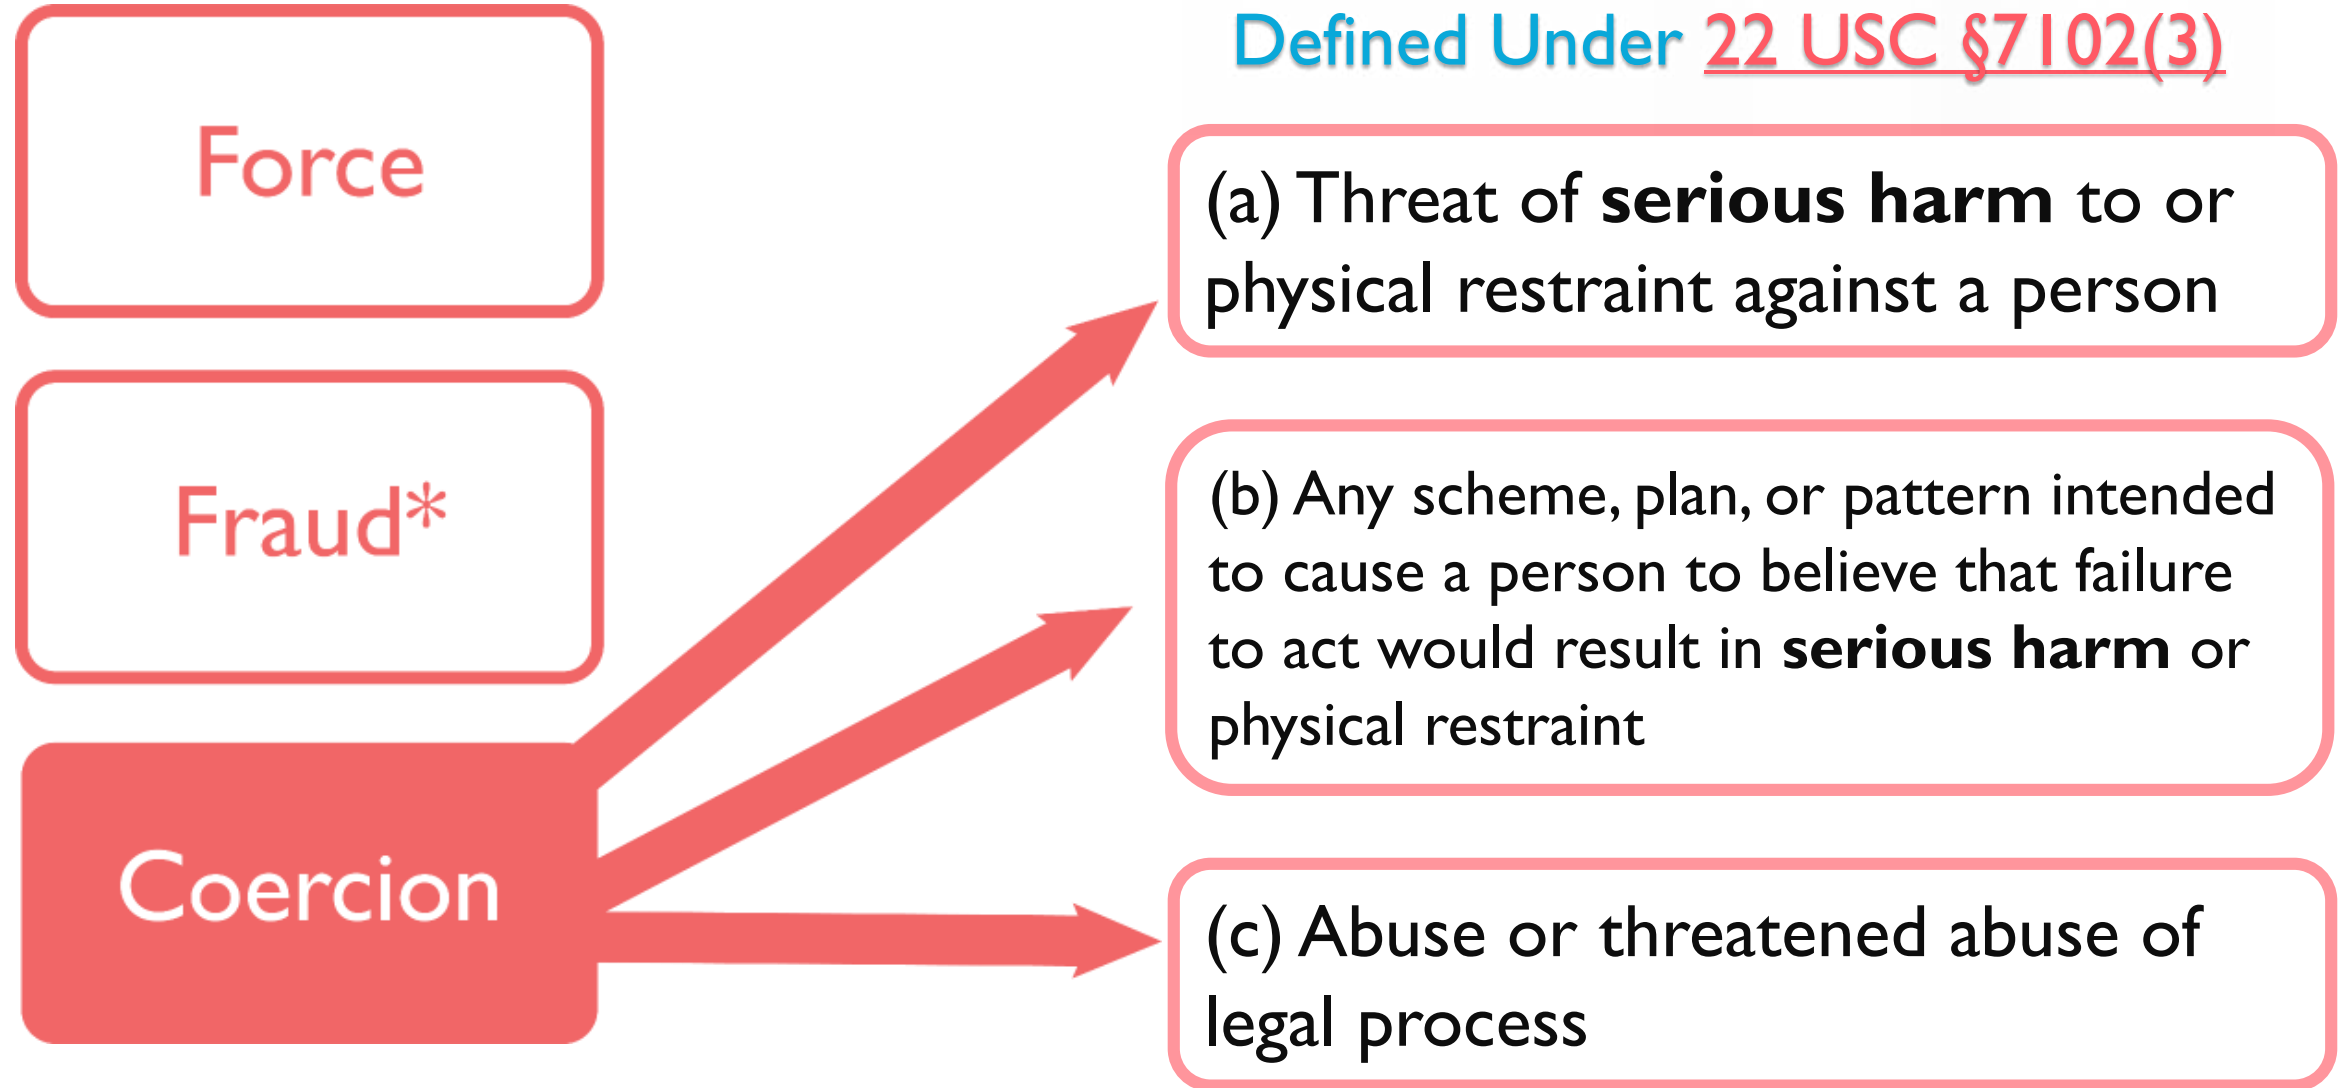 Defined Under 22 USC §7102(3)
Force
Fraud*
Coercion
(a) Threat of serious harm to or
physical restraint against a person
(b) Any scheme, plan, or pattern intended
to cause a person to believe that failure
to act would result in serious harm or
physical restraint
(c) Abuse or threatened abuse of
legal process